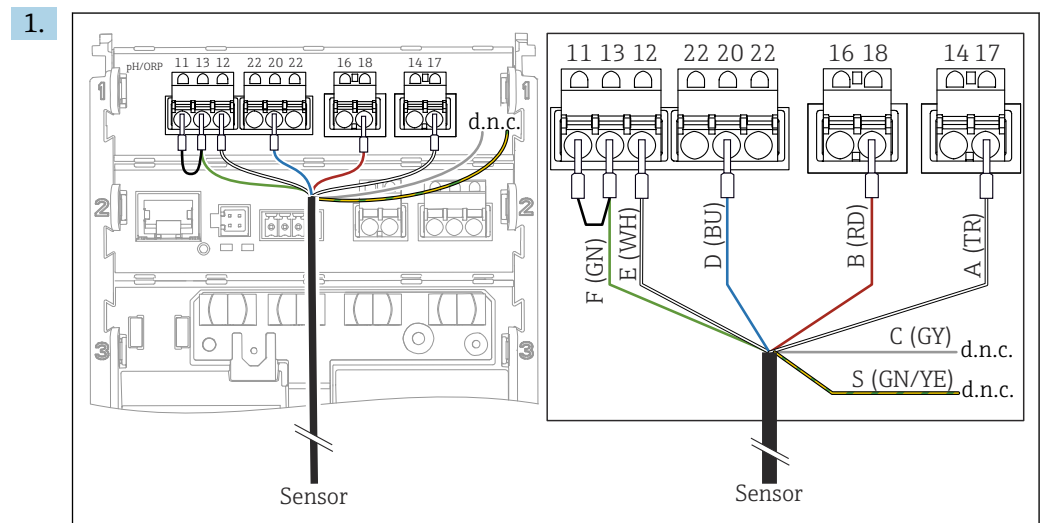 1.
pH/ORP 11 13 12 22 20 22 16 18 14 17
1 1
d.n.c.
2 2
3 3
Sensor
11 13 12 22 20 22 16 18 14 17
F (GN) E (WH) D (BU) B (RD) A (TR)
C (GY) d.n.c.
S (GN/YE) d.n.c.
Sensor